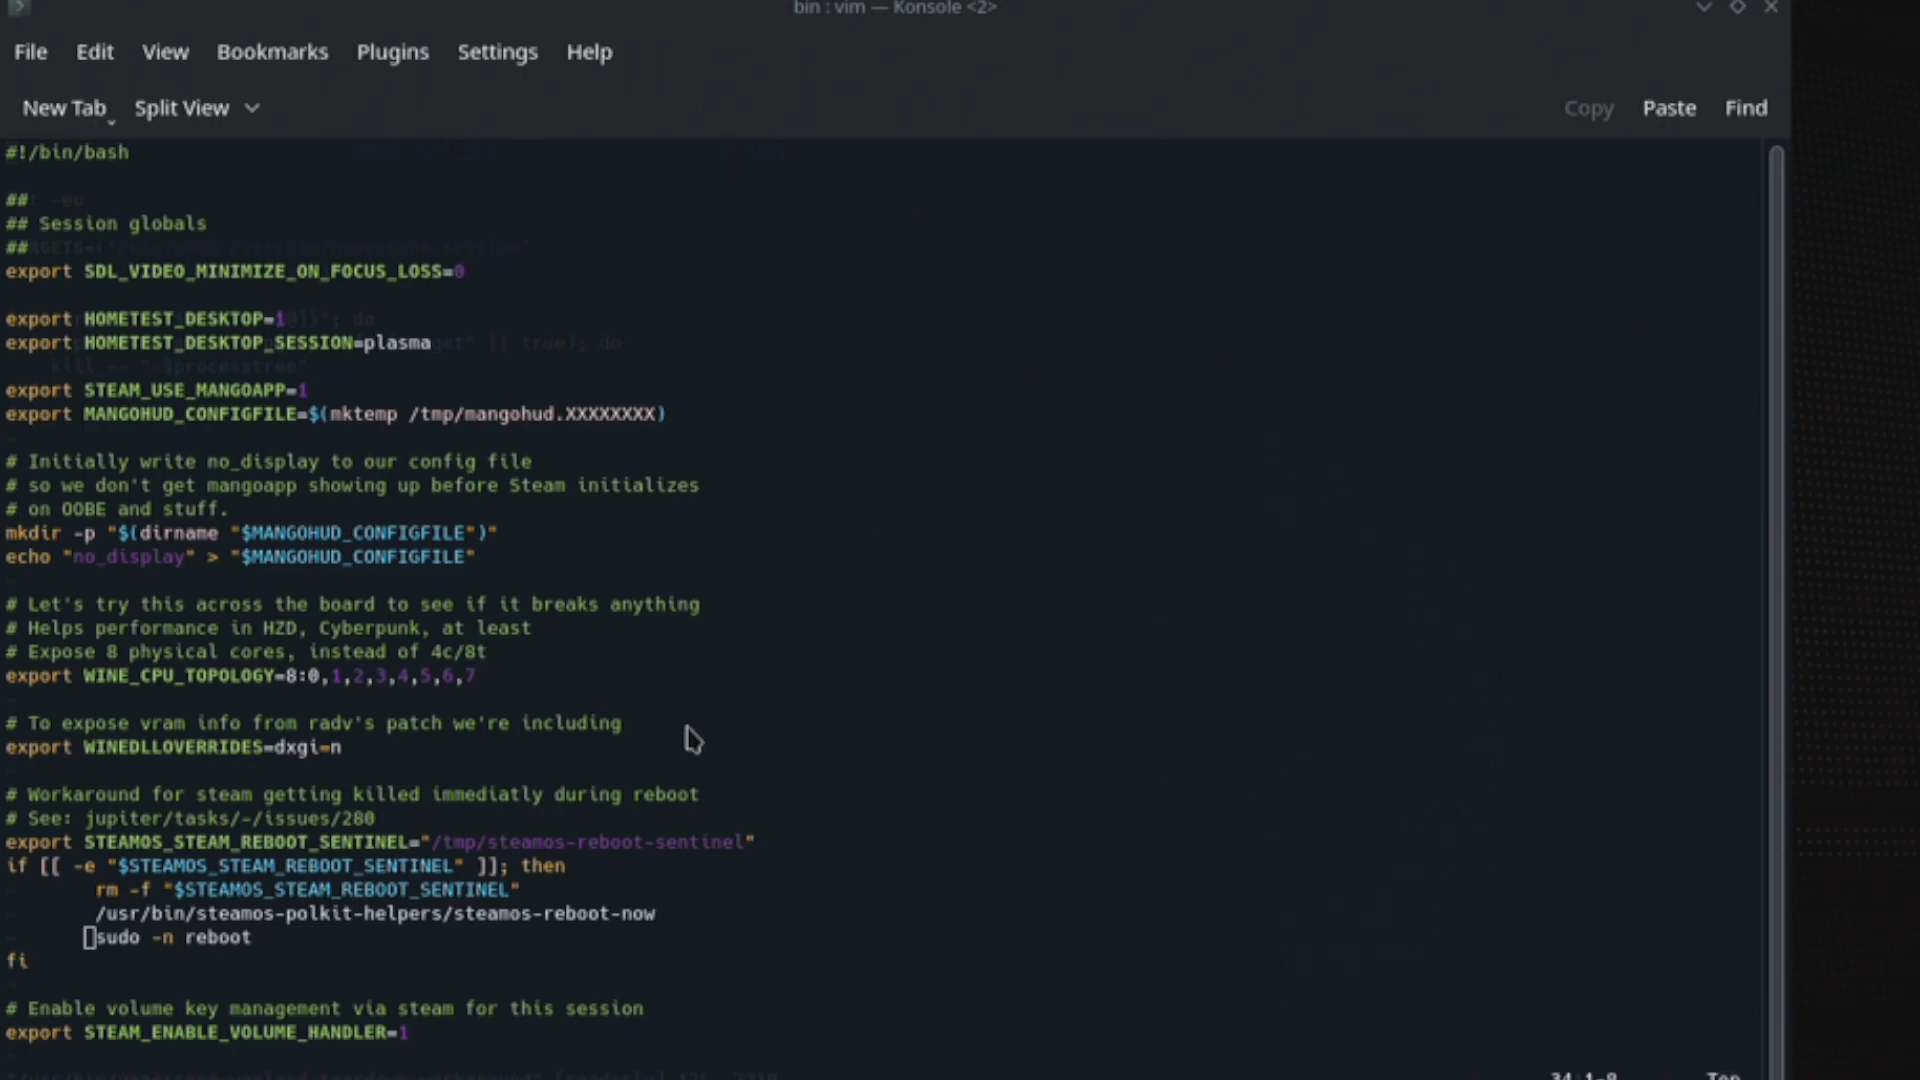 bin : vim — Konsole <2>
File Edit View Bookmarks Plugins Settings Help
New Tab Split View Copy Paste Find
#!/bin/bash
##
## Session globals
##
export SDL_VIDEO_MINIMIZE_ON_FOCUS_LOSS=0
export HOMETEST_DESKTOP=1
export HOMETEST_DESKTOP_SESSION=plasma
export STEAM_USE_MANGOAPP=1
export MANGOHUD_CONFIGFILE=$(mktemp /tmp/mangohud.XXXXXXXX)
# Initially write no_display to our config file
# so we don't get mangoapp showing up before Steam initializes
# on OOBE and stuff.
mkdir -p "$(dirname "$MANGOHUD_CONFIGFILE")"
echo "no_display" > "$MANGOHUD_CONFIGFILE"
# Let's try this across the board to see if it breaks anything
# Helps performance in HZD, Cyberpunk, at least
# Expose 8 physical cores, instead of 4c/8t
export WINE_CPU_TOPOLOGY=8:0,1,2,3,4,5,6,7
# To expose vram info from radv's patch we're including
export WINEDLLOVERRIDES=dxgi=n
# Workaround for steam getting killed immediatly during reboot
# See: jupiter/tasks/-/issues/280
export STEAMOS_STEAM_REBOOT_SENTINEL="/tmp/steamos-reboot-sentinel"
if [[ -e "$STEAMOS_STEAM_REBOOT_SENTINEL" ]]; then
rm -f "$STEAMOS_STEAM_REBOOT_SENTINEL"
/usr/bin/steamos-polkit-helpers/steamos-reboot-now
sudo -n reboot
fi
# Enable volume key management via steam for this session
export STEAM_ENABLE_VOLUME_HANDLER=1